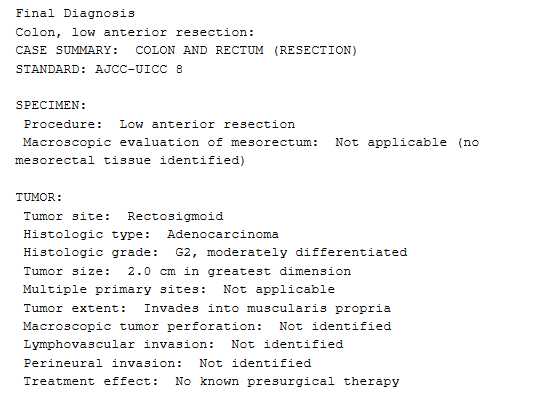 Final Diagnosis
Colon, low anterior resection:
CASE SUMMARY:  COLON AND RECTUM (RESECTION)
STANDARD: AJCC-UICC 8
SPECIMEN:
Procedure:  Low anterior resection
Macroscopic evaluation of mesorectum:  Not applicable (no
mesorectal tissue identified)
TUMOR:
Tumor site:  Rectosigmoid
Histologic type:  Adenocarcinoma
Histologic grade:  G2, moderately differentiated
Tumor size:  2.0 cm in greatest dimension
Multiple primary sites:  Not applicable
Tumor extent:  Invades into muscularis propria
Macroscopic tumor perforation:  Not identified
Lymphovascular invasion:  Not identified
Perineural invasion:  Not identified
Treatment effect:  No known presurgical therapy